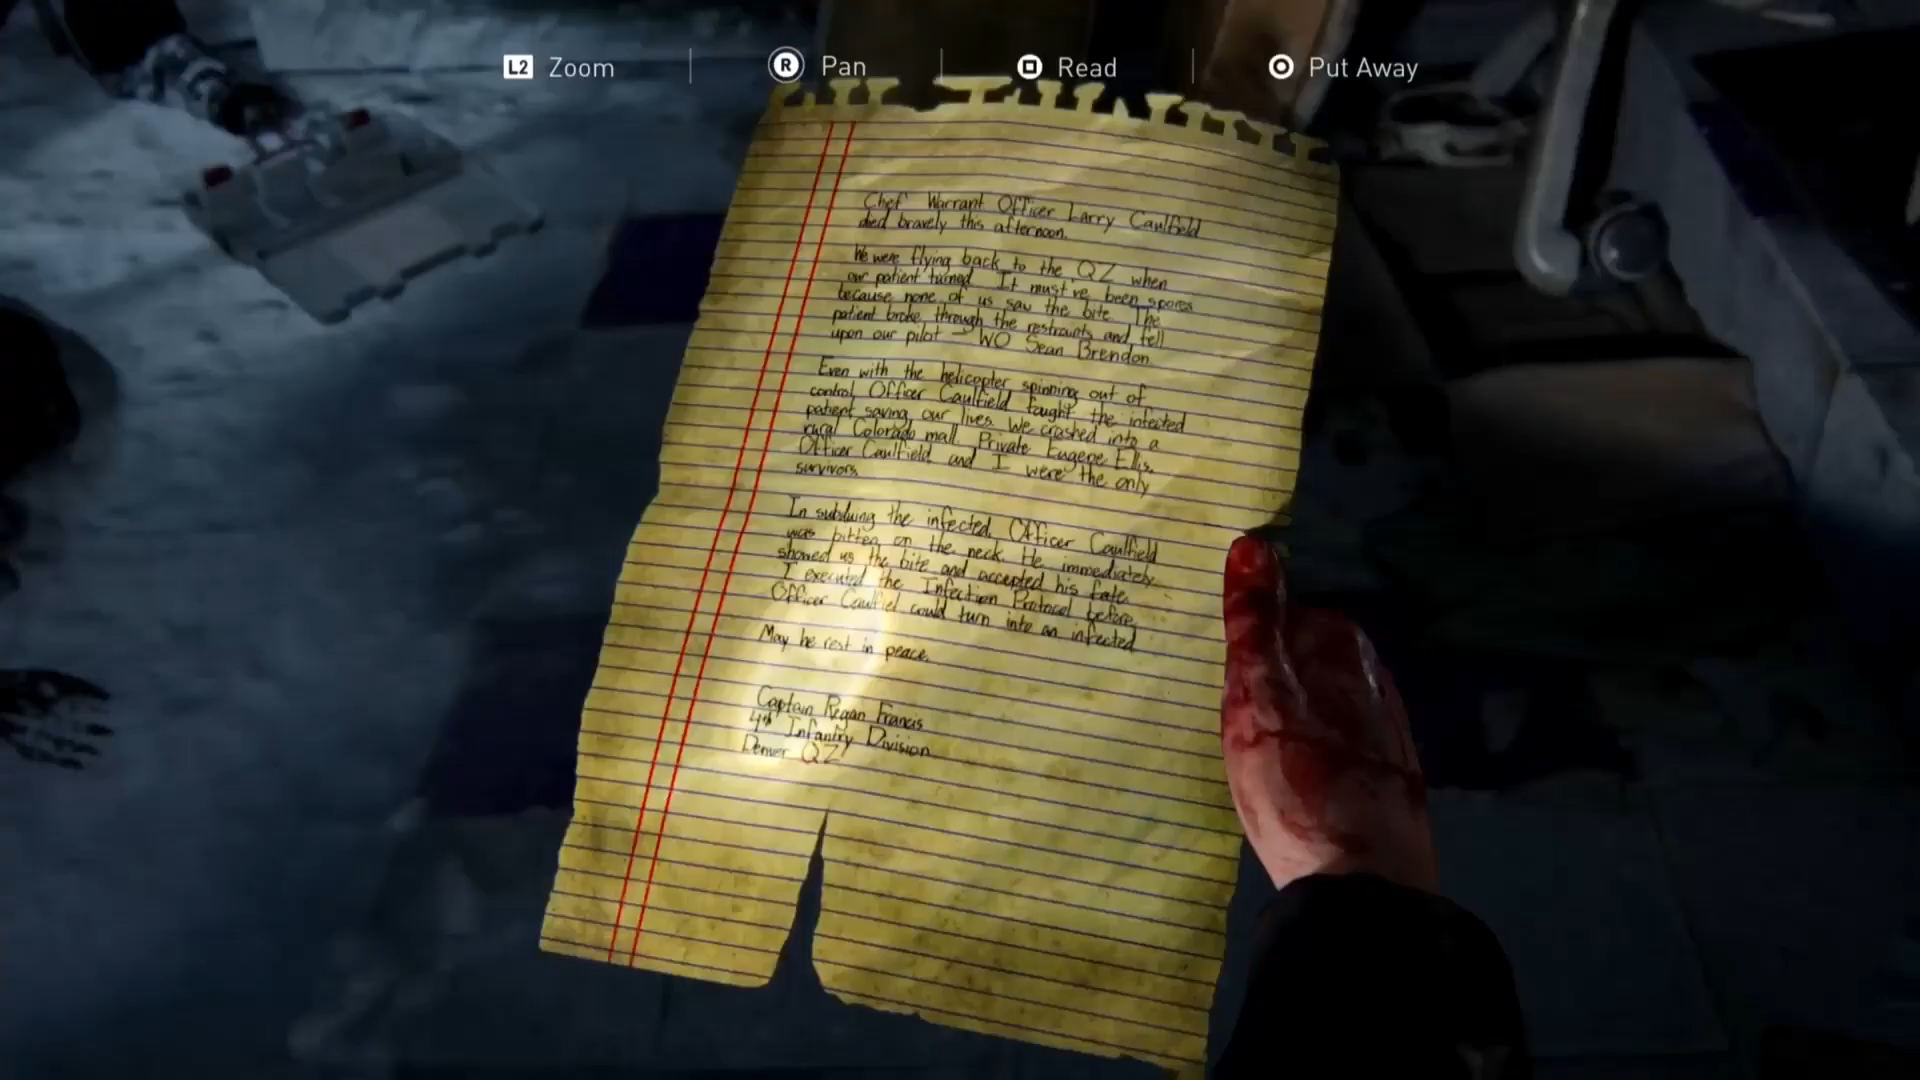 L2 Zoom R Pan Read Put Away
Chef Warrant Officer Larry Caulfield
died bravely this afternoon.
We were flying back to the QZ when
our patient turned. It must've been spores
because none of us saw the bite. The
patient broke through the restraints and fell
upon our pilot - WO Sean Brendon.
Even with the helicopter spinning out of
control, Officer Caulfield fought the infected
patient saving our lives. We crashed into a
rural Colorado mall. Private Eugene Ellis,
Officer Caulfield, and I were the only
survivors.
In subduing the infected, Officer Caulfield
was bitten on the neck. He immediately
showed us the bite and accepted his fate.
I executed the Infection Protocol before
Officer Caulfiel could turn into an infected.
May he rest in peace.
Captain Regan Francis
4th Infantry Division
Denver QZ